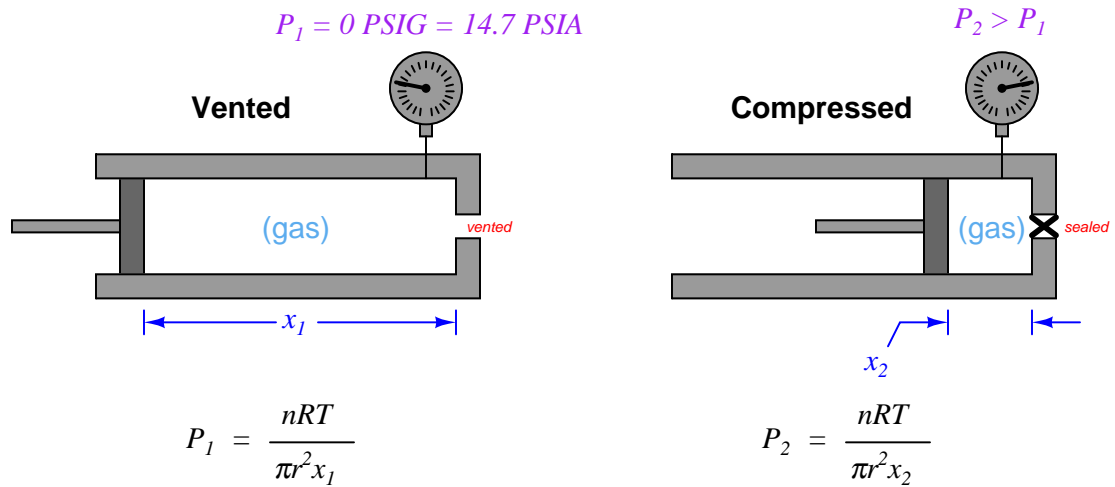 P₁ = 0 PSIG = 14.7 PSIA
Vented
(gas)
vented
x₁
P₁ = nRT / πr²x₁
P₂ > P₁
Compressed
(gas)
sealed
x₂
P₂ = nRT / πr²x₂